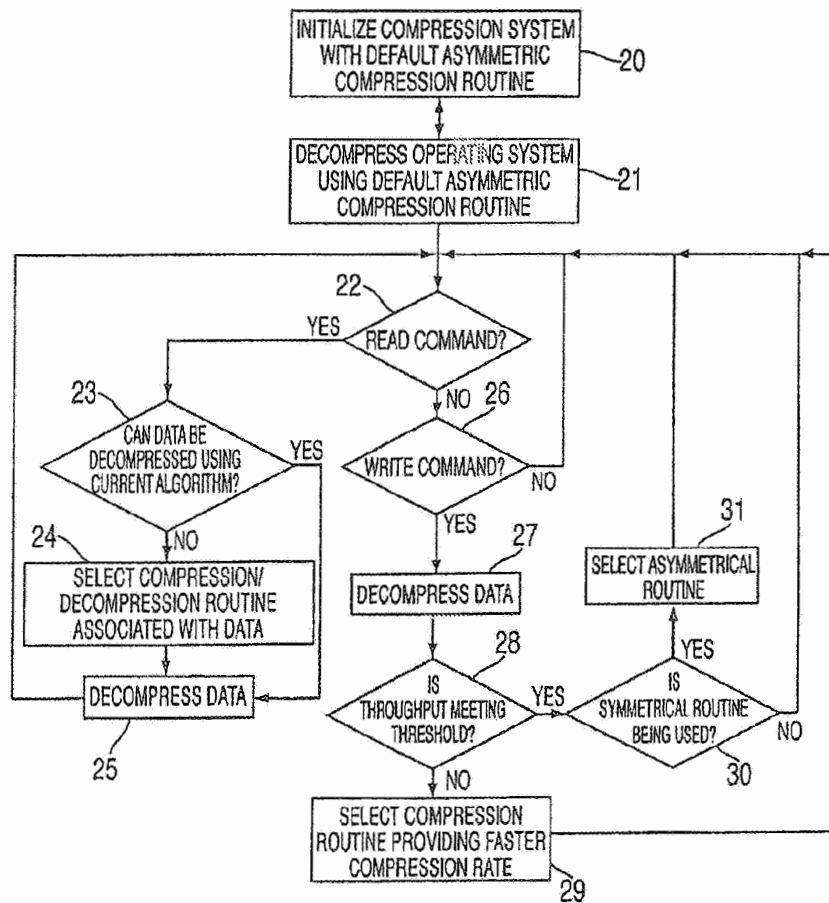 INITIALIZE COMPRESSION SYSTEM
WITH DEFAULT ASYMMETRIC
COMPRESSION ROUTINE
20
DECOMPRESS OPERATING SYSTEM
USING DEFAULT ASYMMETRIC
COMPRESSION ROUTINE
21
22
YES
READ COMMAND?
NO
23
CAN DATA BE
DECOMPRESSED USING
CURRENT ALGORITHM?
YES
NO
26
WRITE COMMAND?
NO
YES
24
SELECT COMPRESSION/
DECOMPRESSION ROUTINE
ASSOCIATED WITH DATA
27
DECOMPRESS DATA
31
SELECT ASYMMETRICAL
ROUTINE
DECOMPRESS DATA
25
28
IS
THROUGHPUT MEETING
THRESHOLD?
YES
NO
YES
IS
SYMMETRICAL ROUTINE
BEING USED?
NO
30
SELECT COMPRESSION
ROUTINE PROVIDING FASTER
COMPRESSION RATE
29